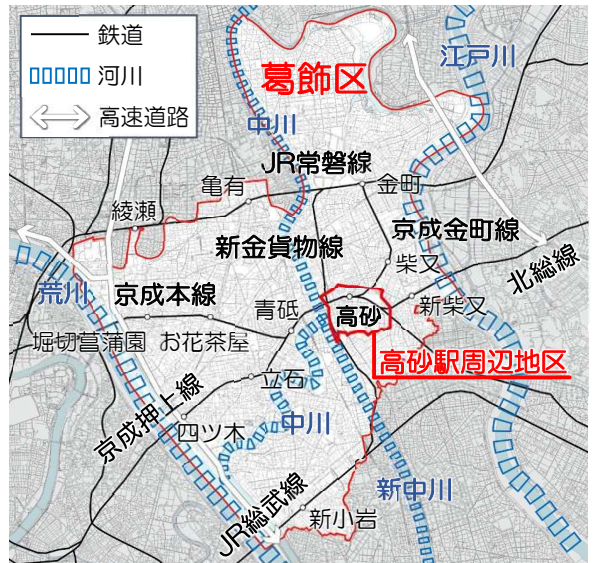 鉄道
河川
高速道路
葛飾区
江戸川
中川
JR常磐線
亀有
金町
綾瀬
新金貨物線
京成金町線
柴又
北総線
荒川
京成本線
青砥
高砂
新柴又
堀切菖蒲園
お花茶屋
高砂駅周辺地区
立石
京成押上線
四ツ木
中川
新中川
JR総武線
新小岩